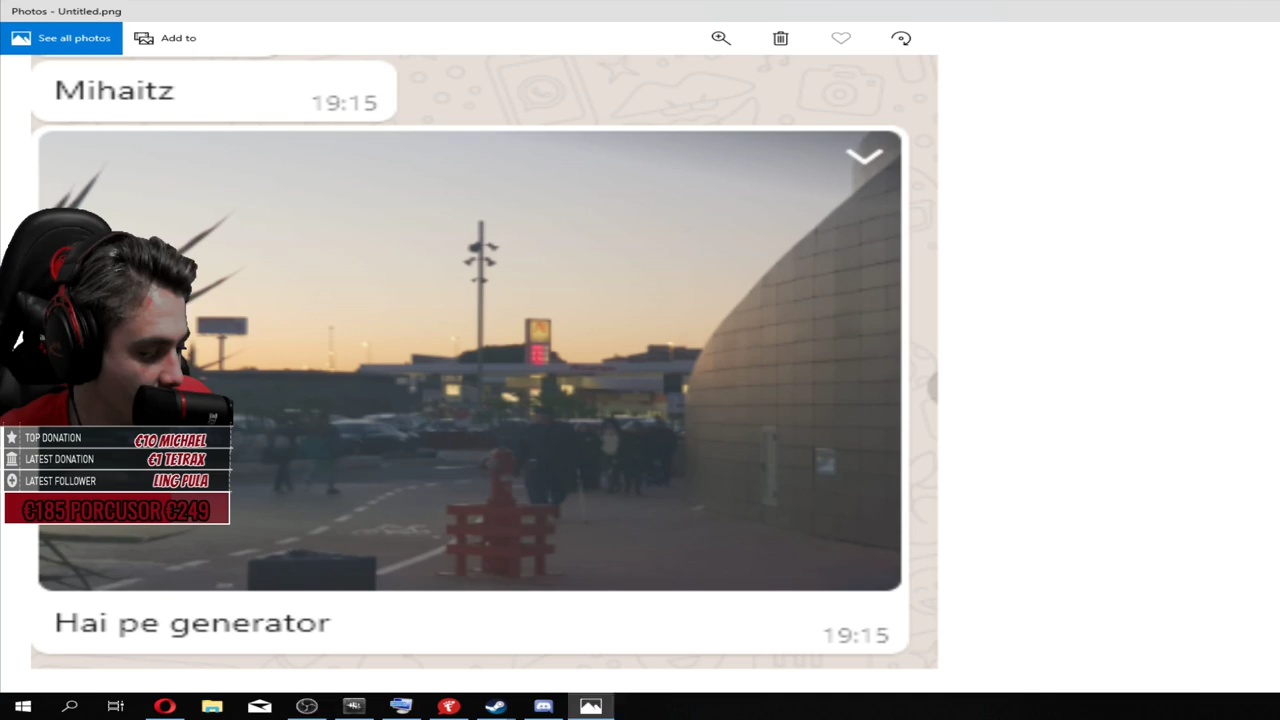 Photos - Untitled.png
See all photos
Add to
Mihaitz
19:15
TOP DONATION €10 MICHAEL
LATEST DONATION €1 TETRAX
LATEST FOLLOWER LING PULA
€185 PORCUSOR €249
Hai pe generator
19:15